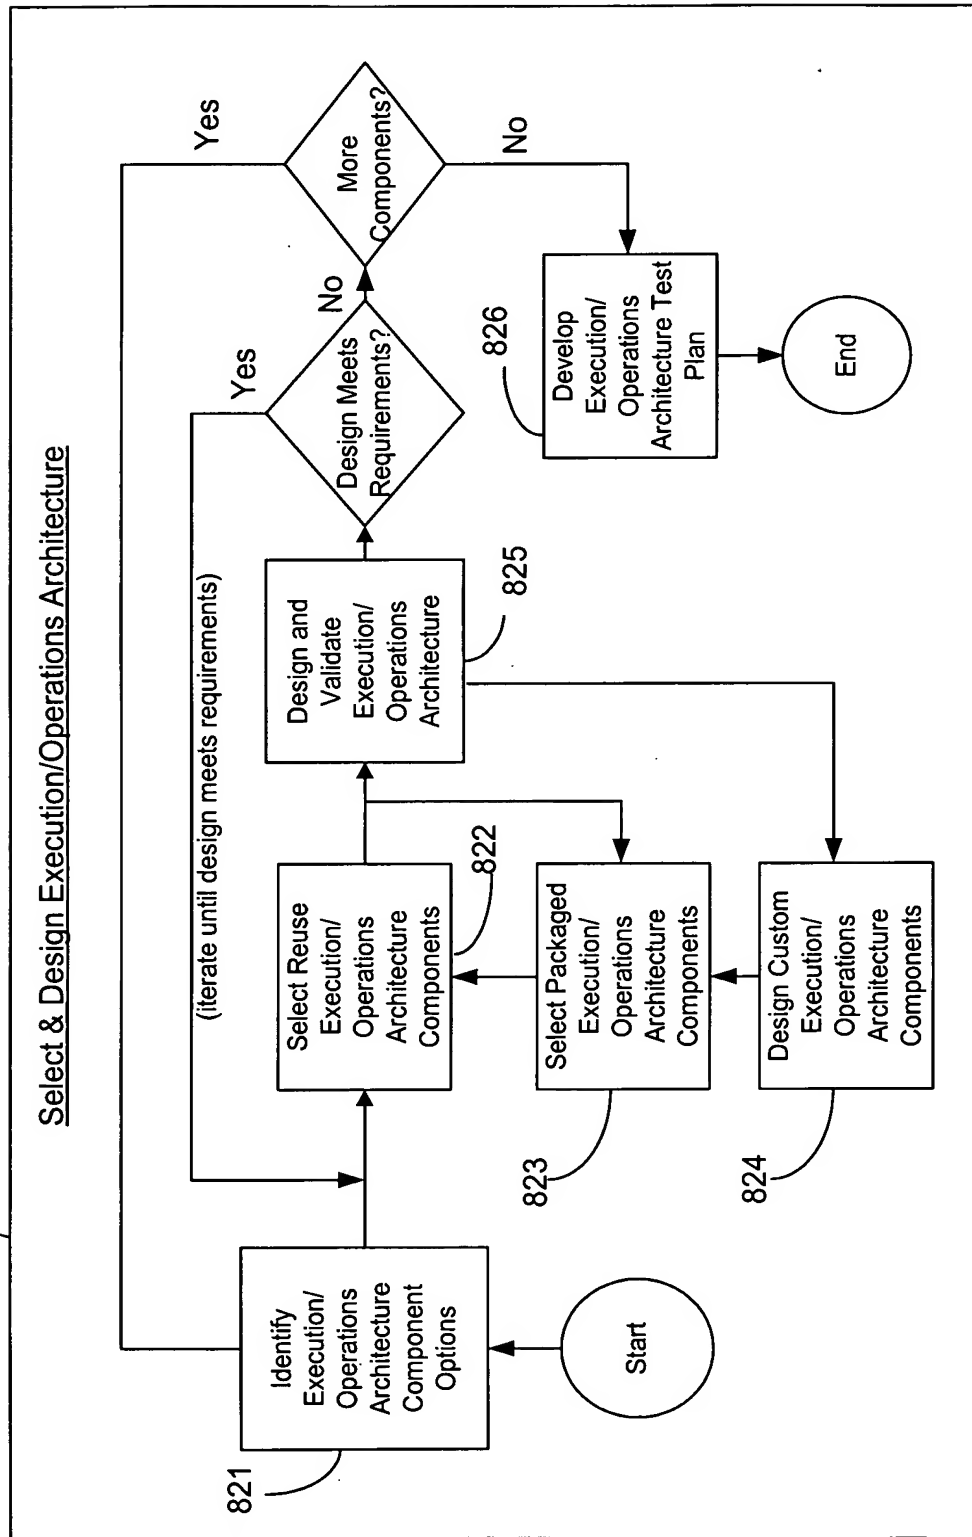 Select & Design Execution/Operations Architecture
Yes
Yes
(iterate until design meets requirements)
821
Identify
Execution/
Operations
Architecture
Component
Options
Start
Select Reuse
Execution/
Operations
Architecture
Components
822
Select Packaged
Execution/
Operations
Architecture
Components
823
Design Custom
Execution/
Operations
Architecture
Components
824
Design and
Validate
Execution/
Operations
Architecture
825
Design Meets
Requirements?
No
More
Components?
No
826
Develop
Execution/
Operations
Architecture Test
Plan
End